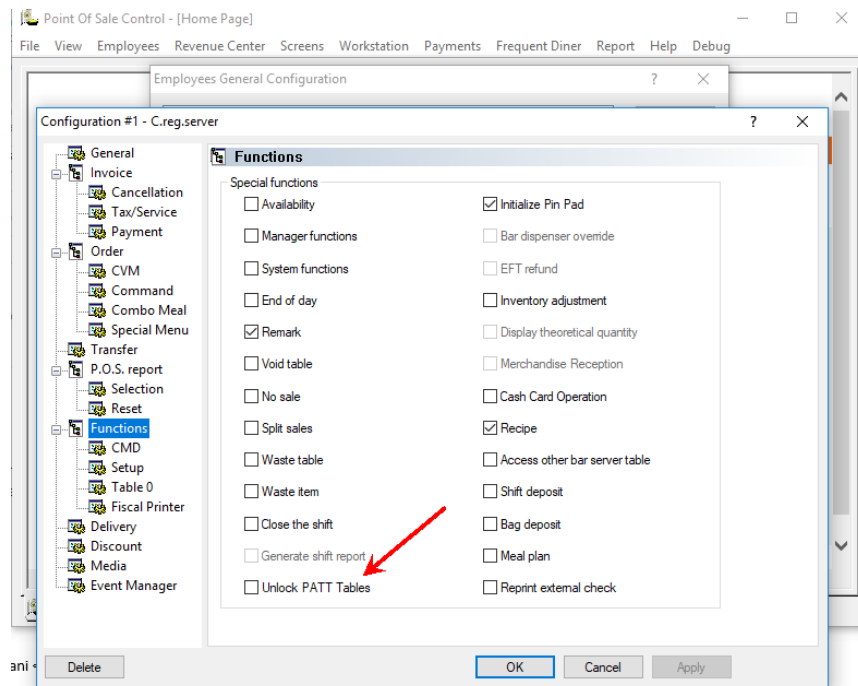 Point Of Sale Control - [Home Page]
File View Employees Revenue Center Screens Workstation Payments Frequent Diner Report Help Debug
Employees General Configuration ?
Configuration #1 - C.reg.server ?
General
Invoice
Cancellation
Tax/Service
Payment
Order
CVM
Command
Combo Meal
Special Menu
Transfer
P.O.S. report
Selection
Reset
Functions
CMD
Setup
Table 0
Fiscal Printer
Delivery
Discount
Media
Event Manager
Functions
Special functions
Availability
Manager functions
System functions
End of day
Remark
Void table
No sale
Split sales
Waste table
Waste item
Close the shift
Generate shift report
Unlock PATT Tables
Initialize Pin Pad
Bar dispenser override
EFT refund
Inventory adjustment
Display theoretical quantity
Merchandise Reception
Cash Card Operation
Recipe
Access other bar server table
Shift deposit
Bag deposit
Meal plan
Reprint external check
ani <
Delete OK Cancel Apply